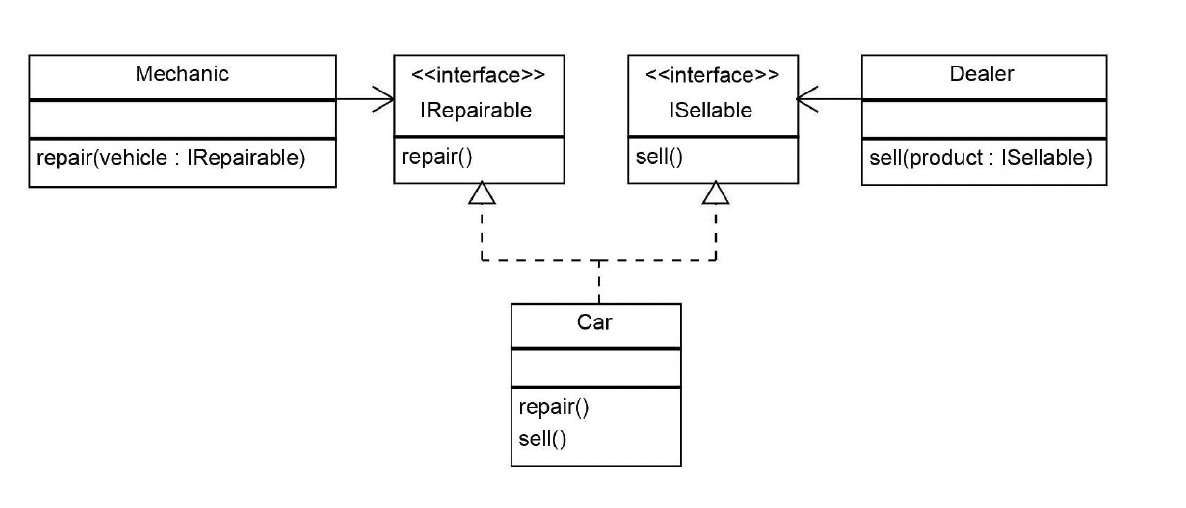 Mechanic
repair(vehicle : IRepairable)
<<interface>>
IRepairable
repair()
<<interface>>
ISellable
sell()
Dealer
sell(product : ISellable)
Car
repair()
sell()